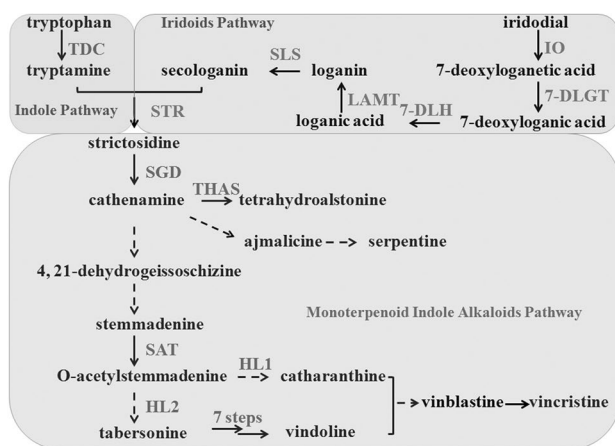 tryptophan
TDC
tryptamine
Indole Pathway
Iridoids Pathway
iridodial
IO
secologanin
SLS
loganin
7-deoxyloganetic acid
LAMT
7-DLGT
loganic acid
7-DLH
7-deoxyloganic acid
STR
strictosidine
SGD
cathenamine
THAS
tetrahydroalstonine
ajmalicine
serpentine
4, 21-dehydrogeissoschizine
Monoterpenoid Indole Alkaloids Pathway
stemmadenine
SAT
O-acetylstemmadenine
HL1
catharanthine
HL2
vinblastine
vincristine
tabersonine
7 steps
vindoline